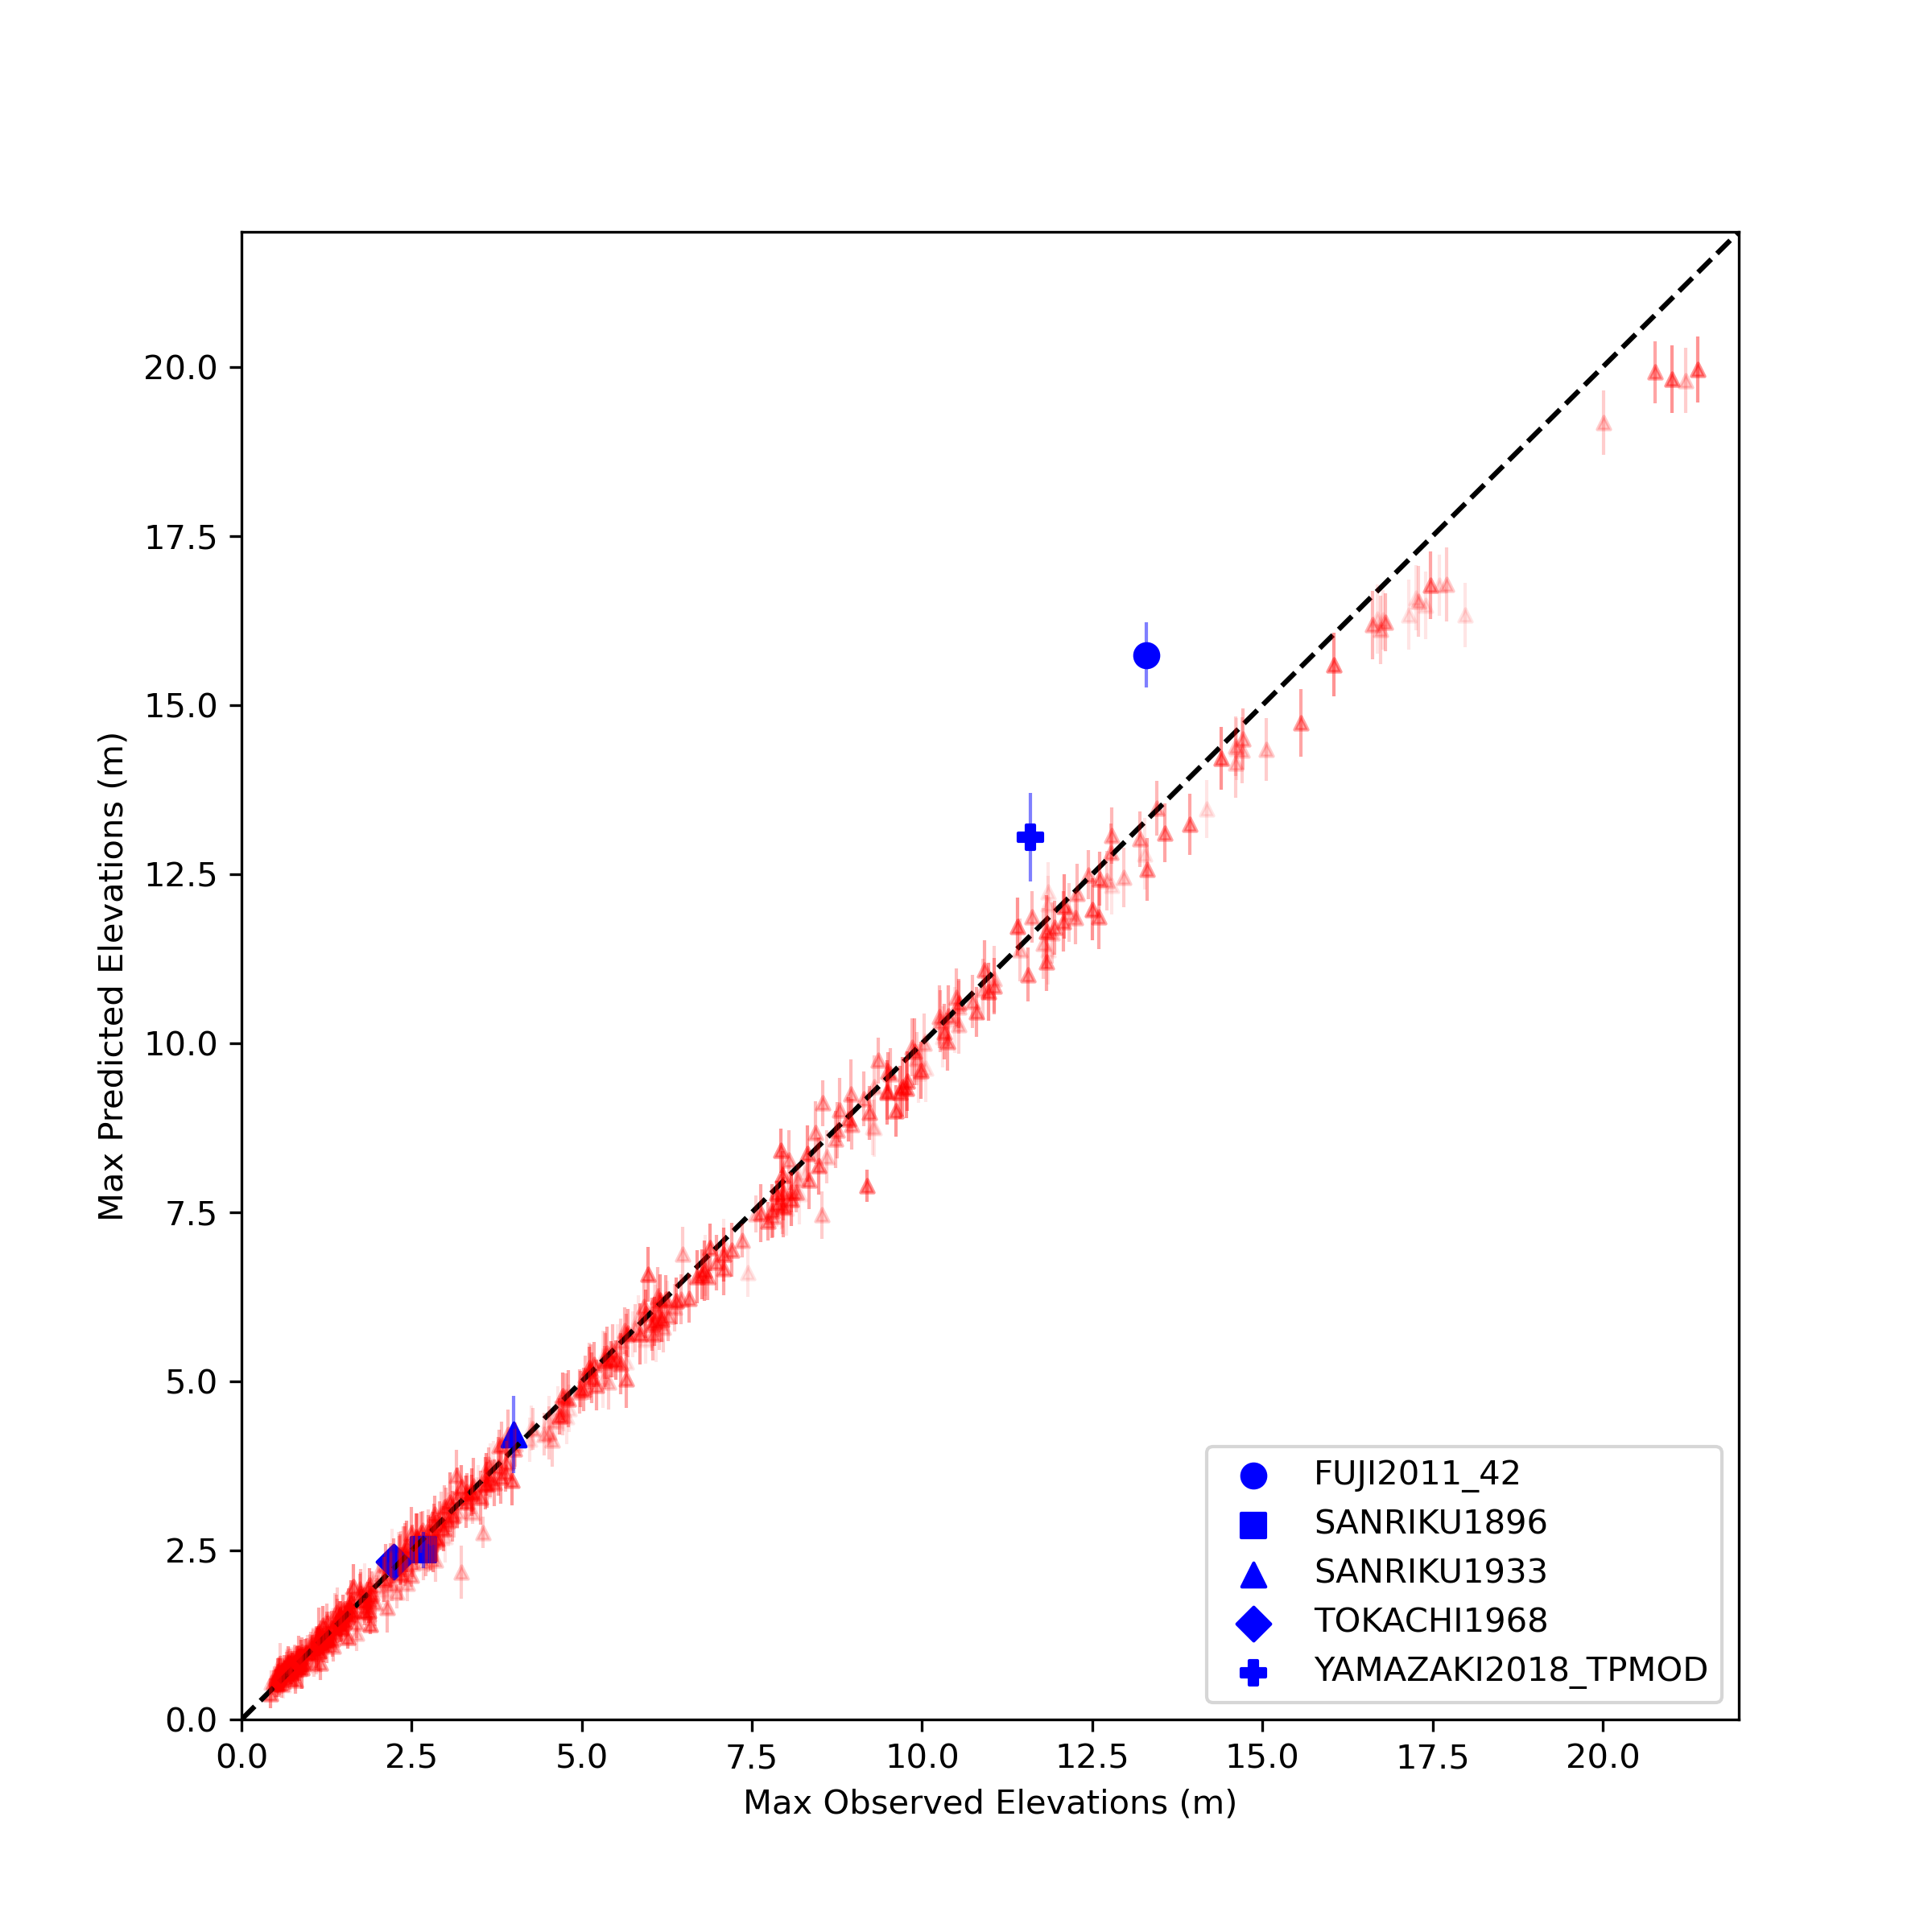 Max Predicted Elevations (m)
20.0
17.5
15.0
12.5
10.0
7.5
5.0
2.5
0.0
FUJI2011_42
SANRIKU1896
SANRIKU1933
TOKACHI1968
YAMAZAKI2018_TPMOD
0.0 2.5 5.0 7.5 10.0 12.5 15.0 17.5 20.0
Max Observed Elevations (m)